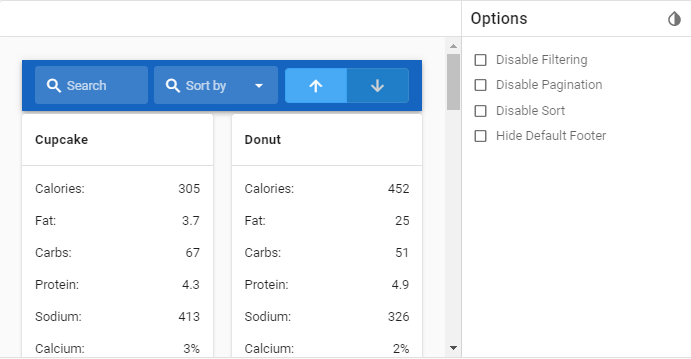 Options
Search
Sort by
Disable Filtering
Disable Pagination
Disable Sort
Hide Default Footer
Cupcake
Calories: 305
Fat: 3.7
Carbs: 67
Protein: 4.3
Sodium: 413
Calcium: 3%
Donut
Calories: 452
Fat: 25
Carbs: 51
Protein: 4.9
Sodium: 326
Calcium: 2%